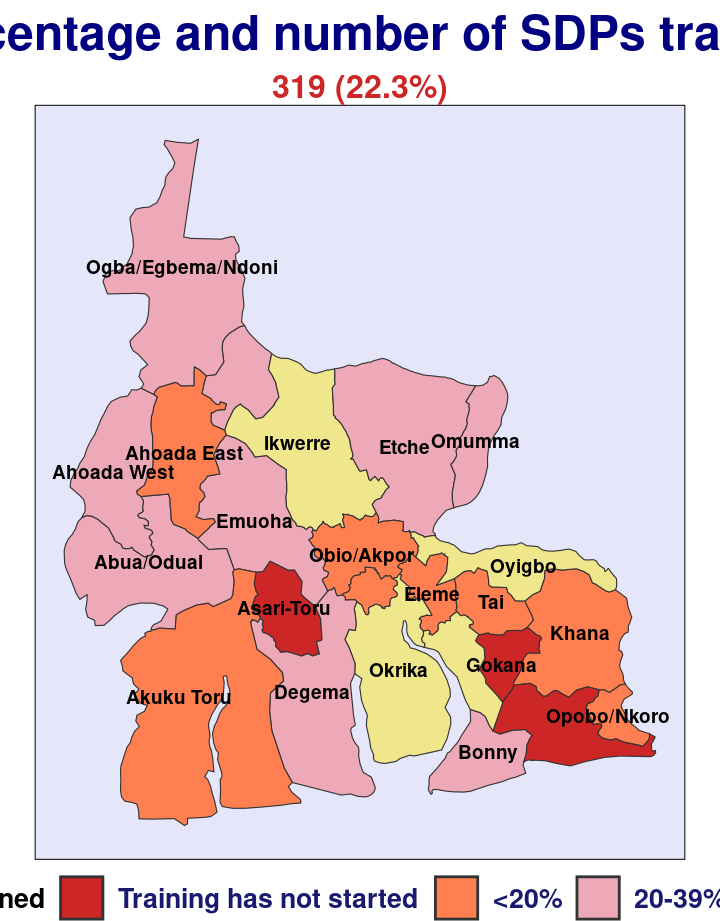 centage and number of SDPs tra
319 (22.3%)
Ogba/Egbema/Ndoni
Ikwerre
Etche
Omumma
Ahoada East
Ahoada West
Emuoha
Obio/Akpor
Abua/Odual
Oyigbo
Eleme
Tai
Asari-Toru
Khana
Gokana
Okrika
Degema
Akuku Toru
Opobo/Nkoro
Bonny
ned Training has not started <20% 20-39%